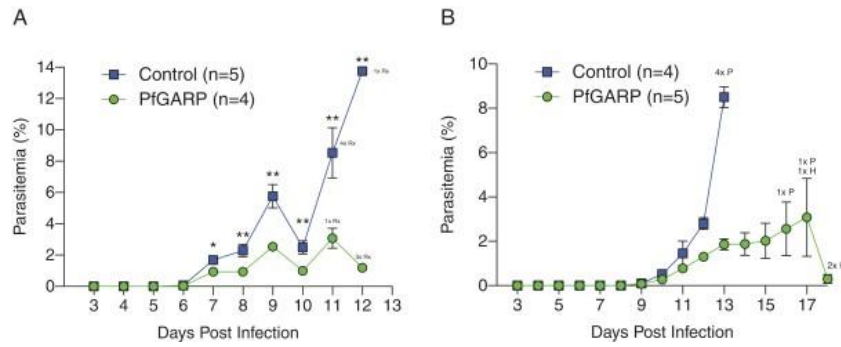 A
B
Control (n=5)
PfGARP (n=4)
Parasitemia (%)
14
12
10
8
6
4
2
0
*
**
**
**
**
**
4x Rx
1x Rx
3x Rx
3 4 5 6 7 8 9 10 11 12 13
Days Post Infection
Control (n=4)
PfGARP (n=5)
Parasitemia (%)
10
8
6
4
2
0
4x P
1x P
1x P
1x H
3 5 7 9 11 13 15 17
Days Post Infection